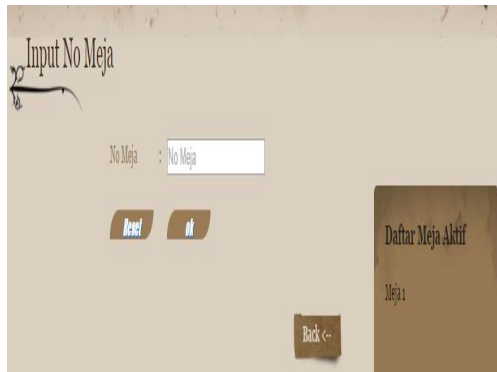 Input No Meja
No Meja : No Meja
Reset ok
Daftar Meja Aktif
Meja 1
Back <--